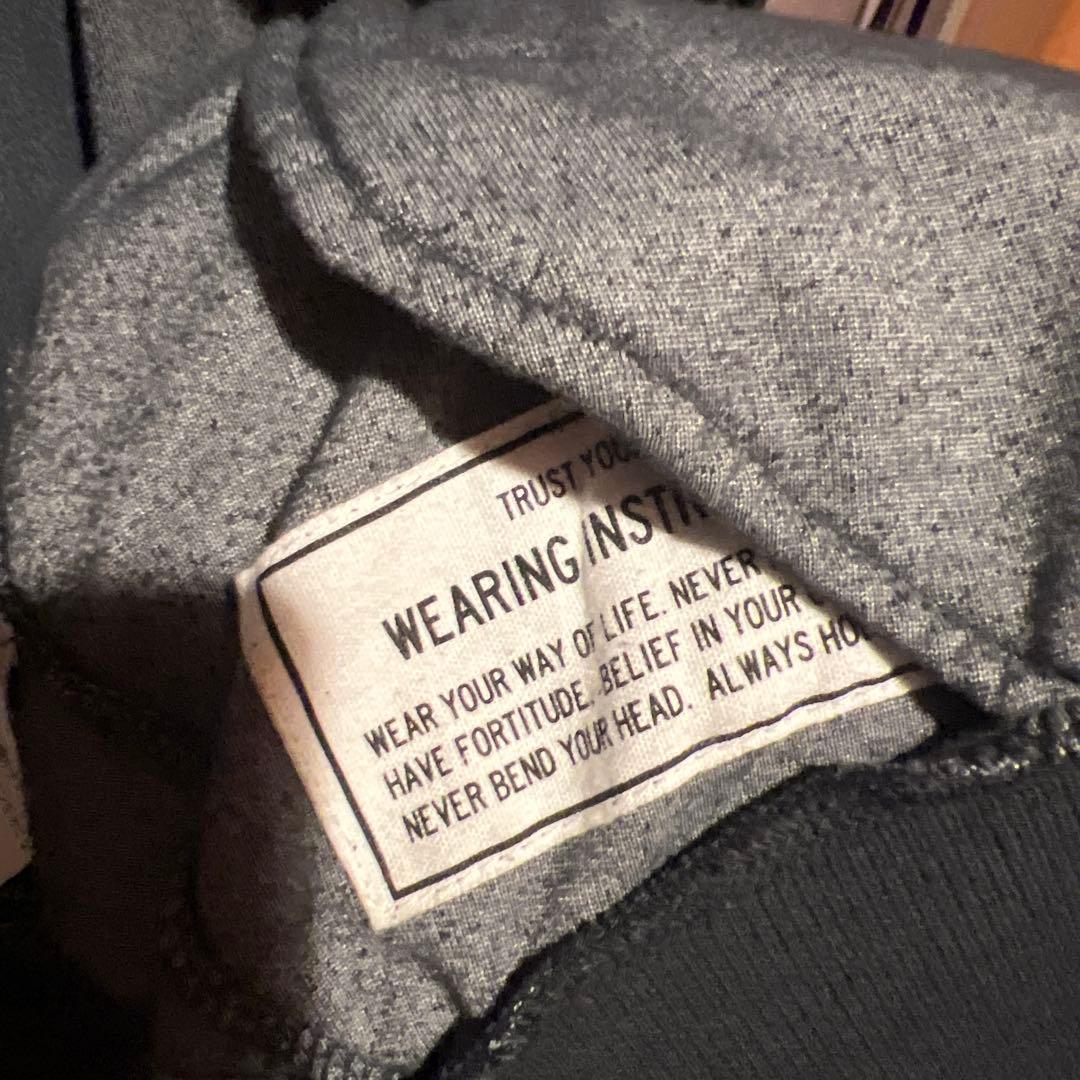 TRUST YOU
WEARING INST
WEAR YOUR WAY OF LIFE. NEVER
HAVE FORTITUDE. BELIEF IN YOUR
NEVER BEND YOUR HEAD. ALWAYS HO